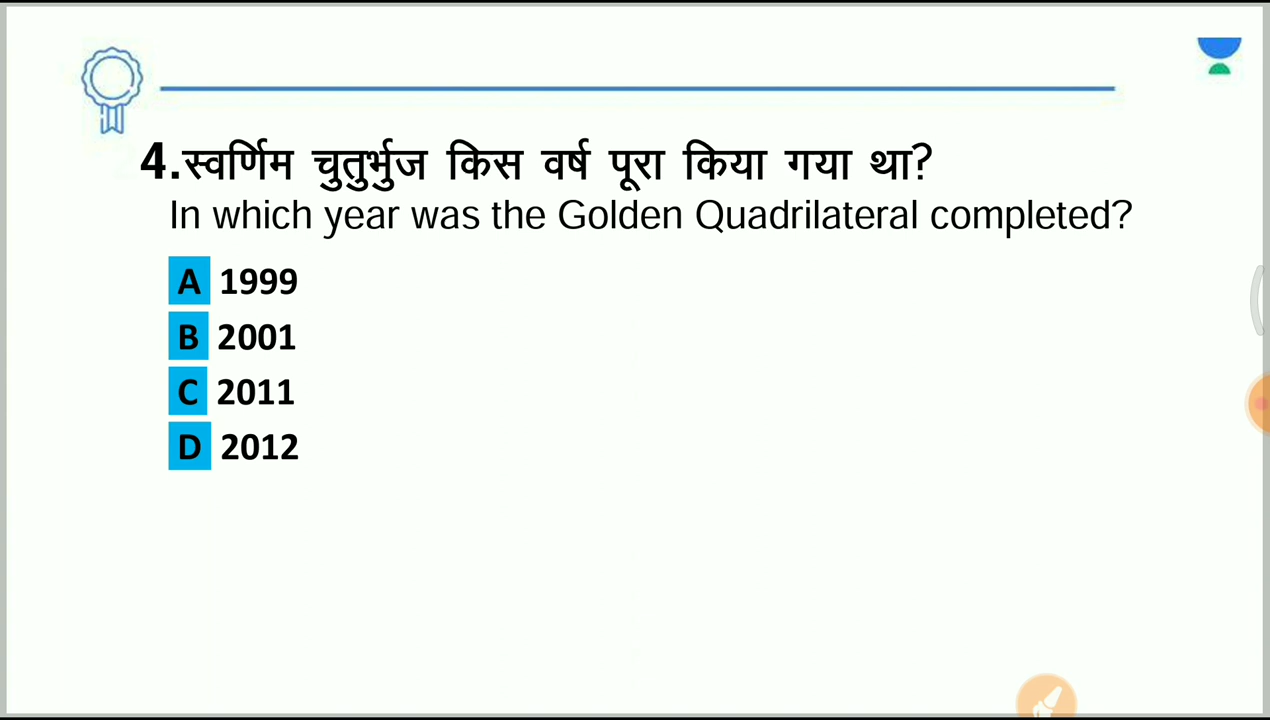 4.स्वर्णिम चुतुर्भुज किस वर्ष पूरा किया गया था?
In which year was the Golden Quadrilateral completed?
A 1999
B 2001
C 2011
D 2012